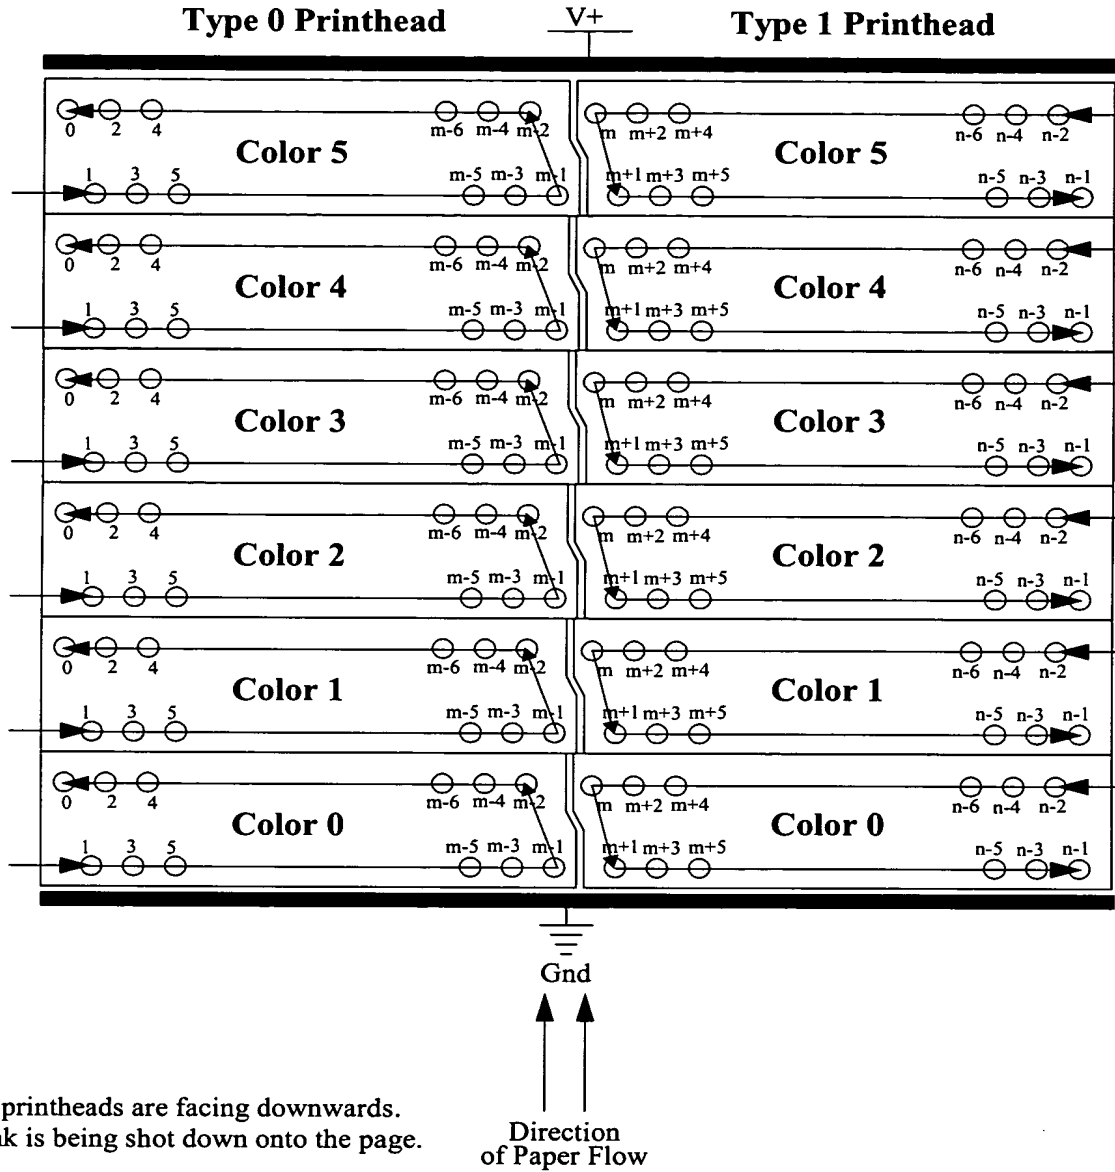 Type 0 Printhead V+ Type 1 Printhead
0 2 4 m-6 m-4 m-2 m m+2 m+4 n-6 n-4 n-2
Color 5 Color 5
1 3 5 m-5 m-3 m-1 m+1 m+3 m+5 n-5 n-3 n-1
0 2 4 m-6 m-4 m-2 m m+2 m+4 n-6 n-4 n-2
Color 4 Color 4
1 3 5 m-5 m-3 m-1 m+1 m+3 m+5 n-5 n-3 n-1
0 2 4 m-6 m-4 m-2 m m+2 m+4 n-6 n-4 n-2
Color 3 Color 3
1 3 5 m-5 m-3 m-1 m+1 m+3 m+5 n-5 n-3 n-1
0 2 4 m-6 m-4 m-2 m m+2 m+4 n-6 n-4 n-2
Color 2 Color 2
1 3 5 m-5 m-3 m-1 m+1 m+3 m+5 n-5 n-3 n-1
0 2 4 m-6 m-4 m-2 m m+2 m+4 n-6 n-4 n-2
Color 1 Color 1
1 3 5 m-5 m-3 m-1 m+1 m+3 m+5 n-5 n-3 n-1
0 2 4 m-6 m-4 m-2 m m+2 m+4 n-6 n-4 n-2
Color 0 Color 0
1 3 5 m-5 m-3 m-1 m+1 m+3 m+5 n-5 n-3 n-1
Gnd
printheads are facing downwards.
is being shot down onto the page.
Direction
of Paper Flow